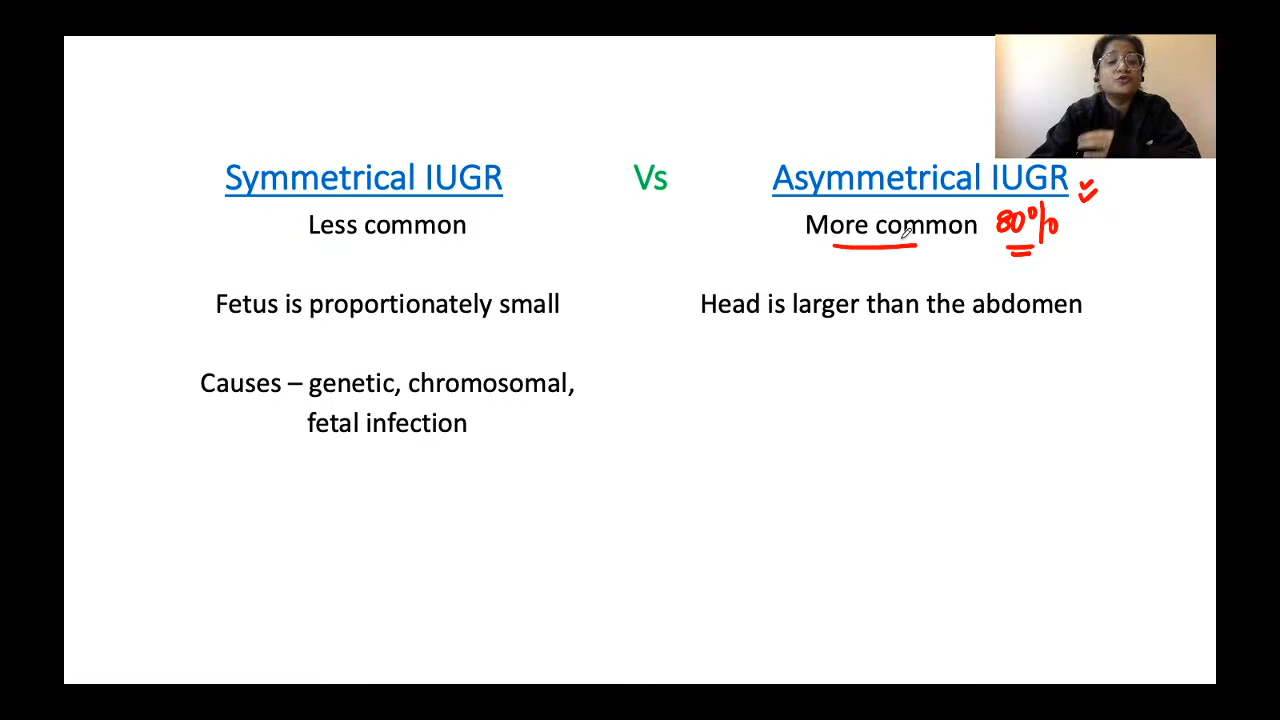 Symmetrical IUGR Vs Asymmetrical IUGR
Less common More common 80%
Fetus is proportionately small Head is larger than the abdomen
Causes – genetic, chromosomal,
fetal infection